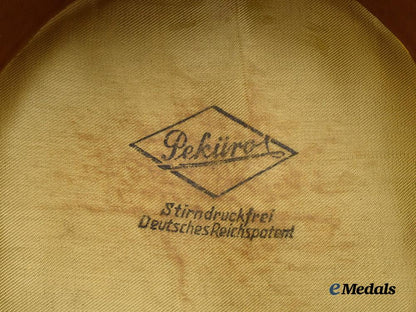 Peküro
Stirndruckfrei
Deutsches Reichspatent
eMedals